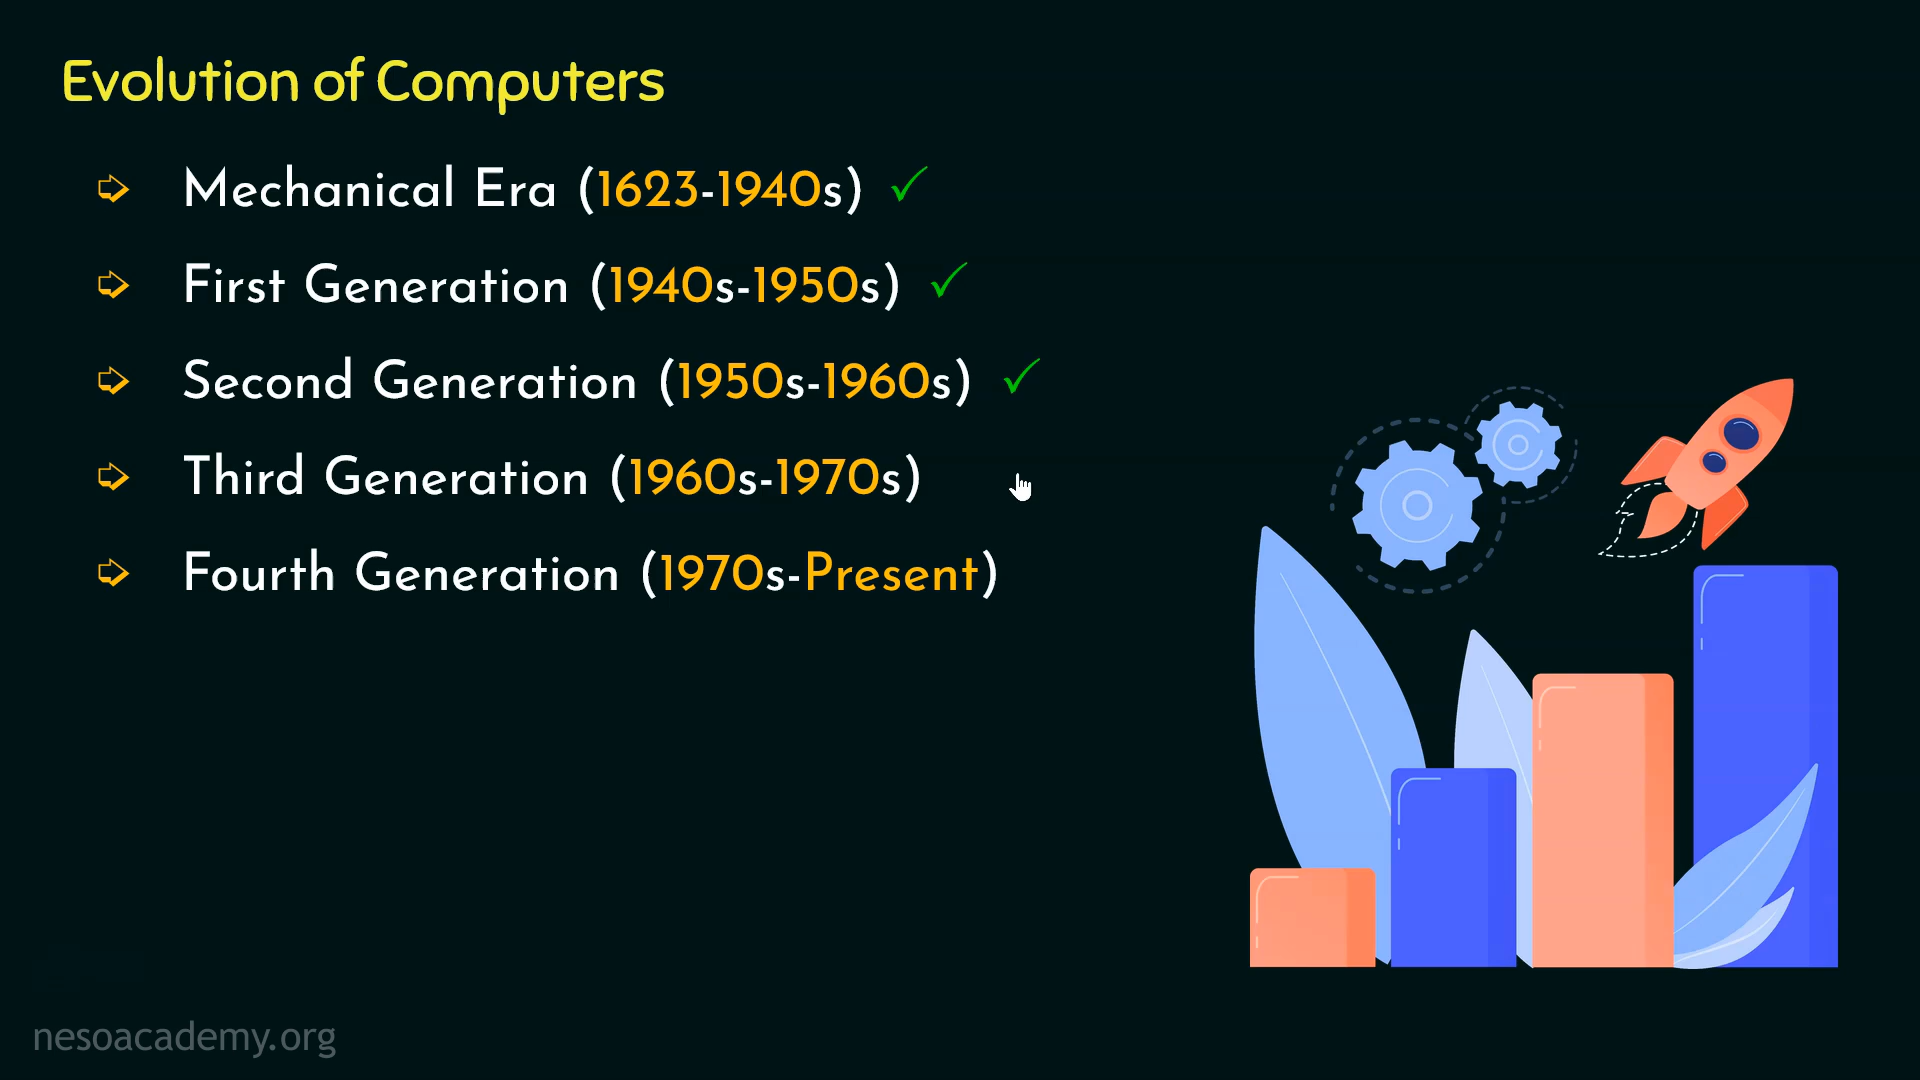 Evolution of Computers
➩ Mechanical Era (1623-1940s) ✓
➩ First Generation (1940s-1950s) ✓
➩ Second Generation (1950s-1960s) ✓
➩ Third Generation (1960s-1970s)
➩ Fourth Generation (1970s-Present)
nesoacademy.org